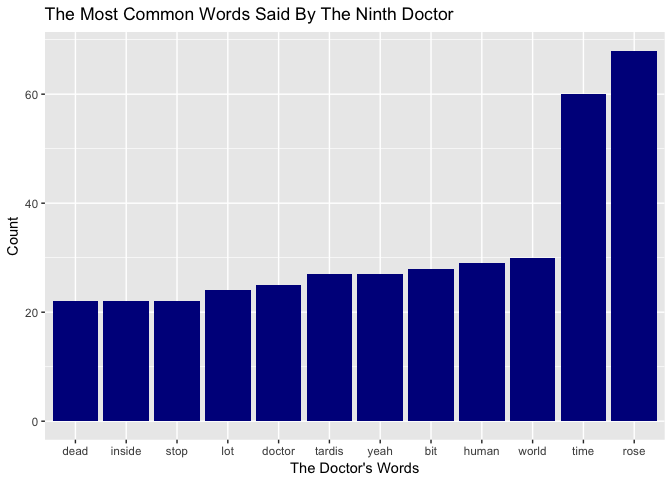 The Most Common Words Said By The Ninth Doctor
Count
60
40
20
0
dead inside stop lot doctor tardis yeah bit human world time rose
The Doctor's Words